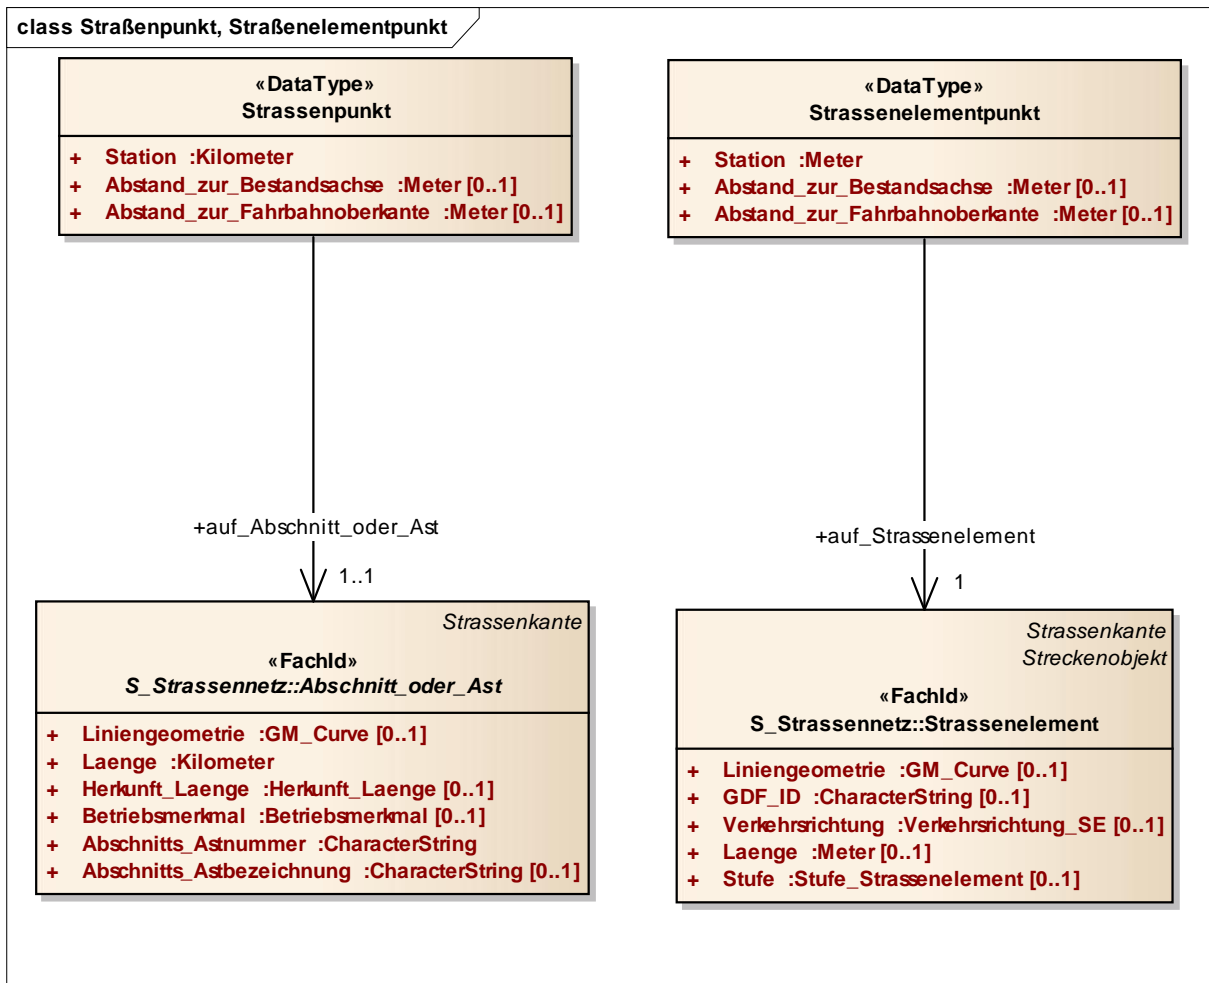 class Straßenpunkt, Straßenelementpunkt
«DataType»
Strassenpunkt
+ Station :Kilometer
+ Abstand_zur_Bestandsachse :Meter [0..1]
+ Abstand_zur_Fahrbahnoberkante :Meter [0..1]
«DataType»
Strassenelementpunkt
+ Station :Meter
+ Abstand_zur_Bestandsachse :Meter [0..1]
+ Abstand_zur_Fahrbahnoberkante :Meter [0..1]
+auf_Abschnitt_oder_Ast
1..1
+auf_Strassenelement
1
Strassenkante
«FachId»
S_Strassennetz::Abschnitt_oder_Ast
+ Liniengeometrie :GM_Curve [0..1]
+ Laenge :Kilometer
+ Herkunft_Laenge :Herkunft_Laenge [0..1]
+ Betriebsmerkmal :Betriebsmerkmal [0..1]
+ Abschnitts_Astnummer :CharacterString
+ Abschnitts_Astbezeichnung :CharacterString [0..1]
Strassenkante
Streckenobjekt
«FachId»
S_Strassennetz::Strassenelement
+ Liniengeometrie :GM_Curve [0..1]
+ GDF_ID :CharacterString [0..1]
+ Verkehrsrichtung :Verkehrsrichtung_SE [0..1]
+ Laenge :Meter [0..1]
+ Stufe :Stufe_Strassenelement [0..1]